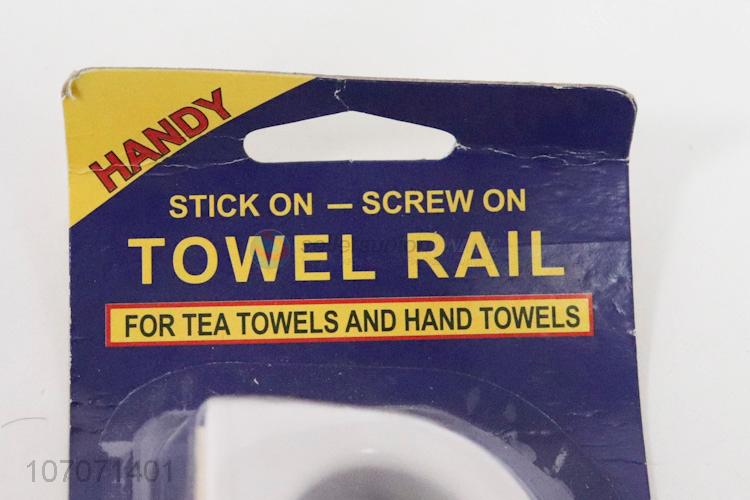 HANDY
STICK ON – SCREW ON
TOWEL RAIL
FOR TEA TOWELS AND HAND TOWELS
107071401